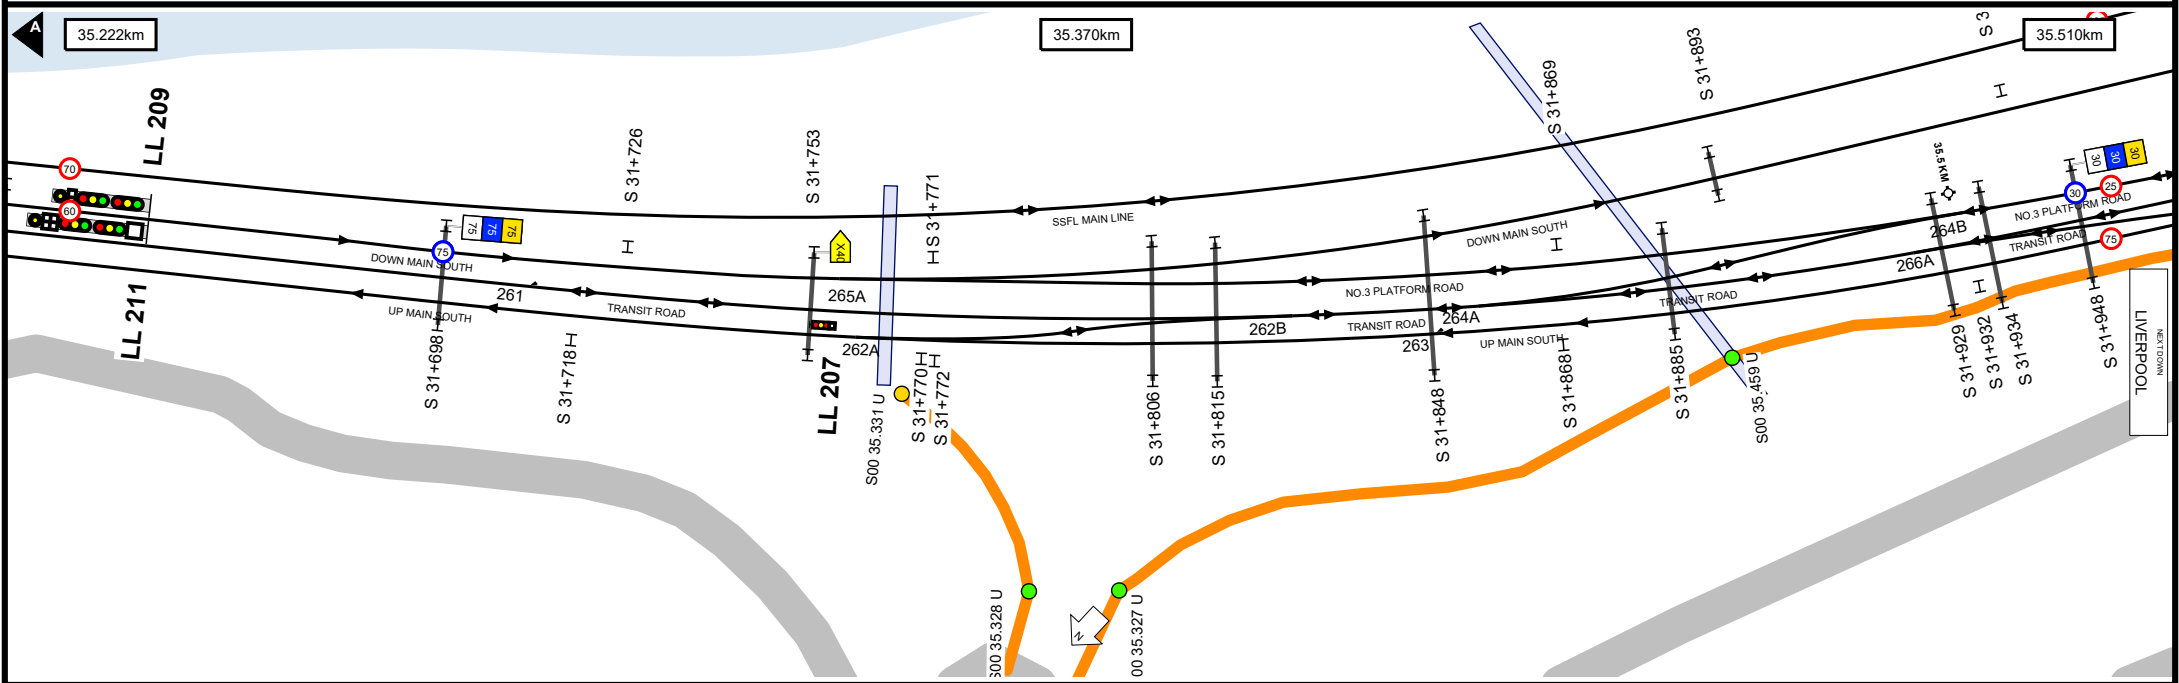 A
35.222km
35.370km
35.510km
LL 209
LL 211
LL 207
70
60
75
75
75
75
X40
S 31+726
S 31+753
H S 31+771
S 31+869
S 31+893
S 3
35.5 KM
30
30
30
30
25
75
SSFL MAIN LINE
DOWN MAIN SOUTH
DOWN MAIN SOUTH
NO.3 PLATFORM ROAD
NO.3 PLATFORM ROAD
TRANSIT ROAD
TRANSIT ROAD
TRANSIT ROAD
TRANSIT ROAD
UP MAIN SOUTH
UP MAIN SOUTH
261
265A
262A
262B
263
264A
264B
266A
S 31+698
S 31+718
S00 35.331 U
S 31+770
S 31+772
S 31+806
S 31+815
S 31+848
S 31+868
S 31+885
S00 35.459 U
S 31+929
S 31+932
S 31+934
S 31+948
LIVERPOOL
NEXT DOWN
S00 35.328 U
00 35.327 U
N